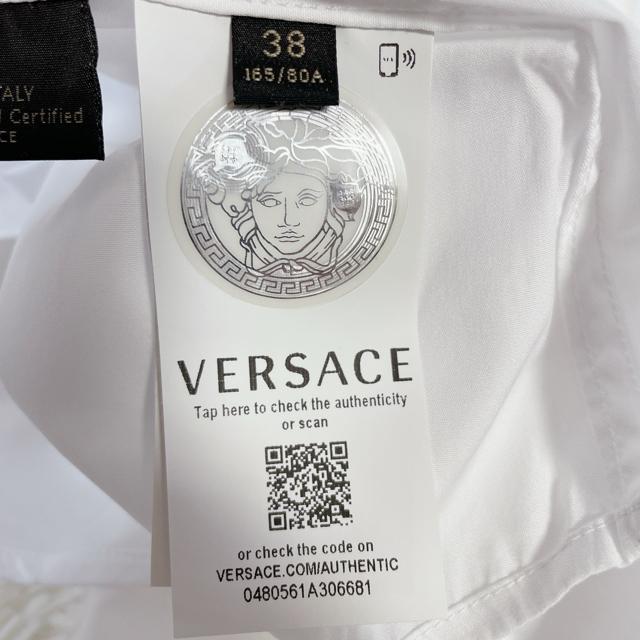 38
165/80A
TALY
Certified
CE
VERSACE
Tap here to check the authenticity
or scan
or check the code on
VERSACE.COM/AUTHENTIC
0480561A306681